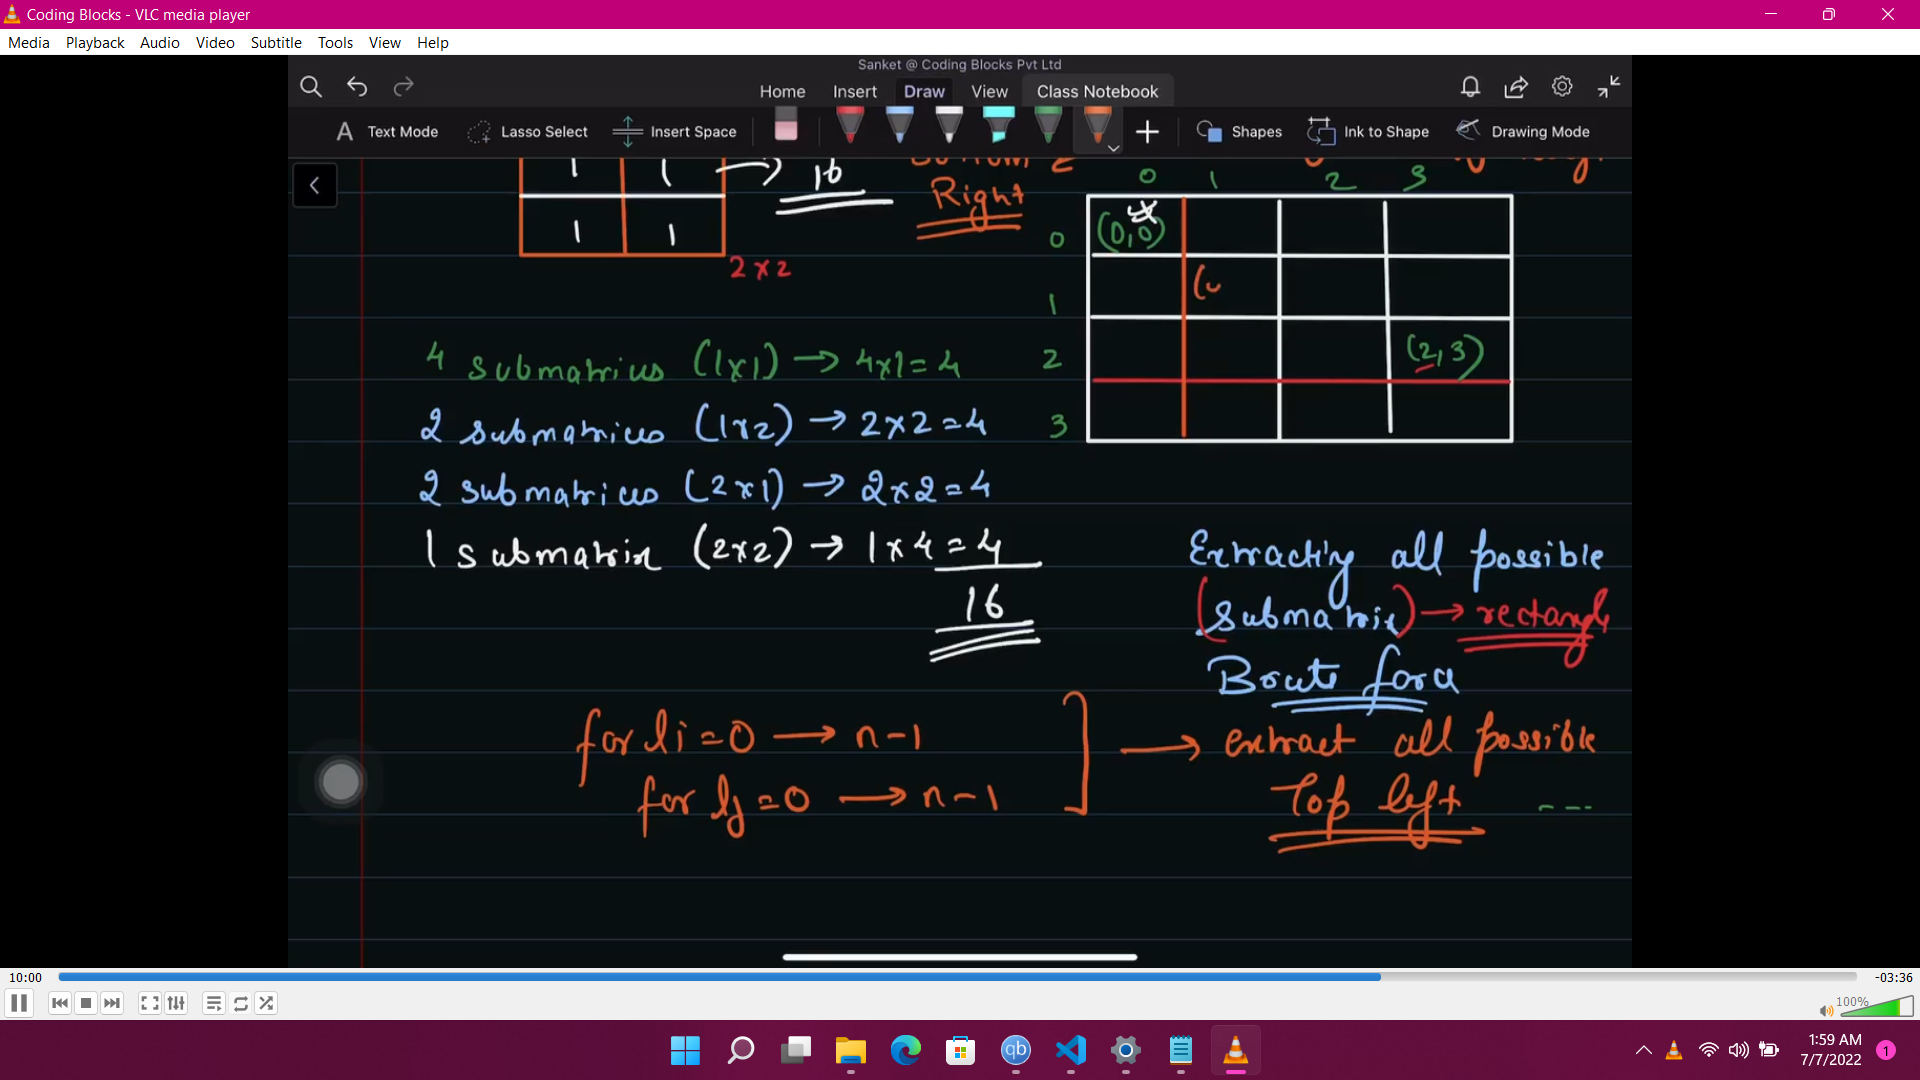 Coding Blocks - VLC media player
Media Playback Audio Video Subtitle Tools View Help
Sanket @ Coding Blocks Pvt Ltd
Home Insert Draw View Class Notebook
Text Mode Lasso Select Insert Space Shapes Ink to Shape Drawing Mode
1 1 → 16
Right
1 1
2x2
0 1 2 3
0 (0,0)
1 (
2 (2,3)
3
4 submatrices (1x1) → 4x1=4
2 submatrices (1x2) → 2x2=4
2 submatrices (2x1) → 2x2=4
1 submatrix (2x2) → 1x4=4
16
Extracting all possible
(submatrix) → rectangle
Brute force
for li=0 → n-1
for lj=0 → n-1
→ extract all possible
Top left ----
10:00 -03:36
100%
qb
1:59 AM
7/7/2022
1